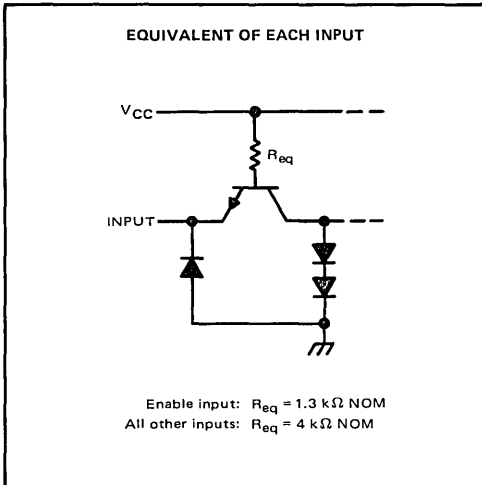 EQUIVALENT OF EACH INPUT
VCC
Req
INPUT
Enable input: Req = 1.3 kΩ NOM
All other inputs: Req = 4 kΩ NOM